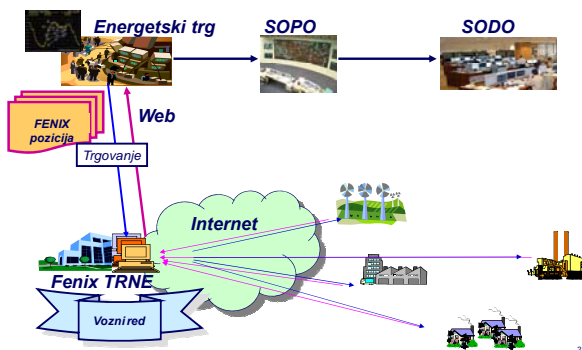 Energetski trg
SOPO
SODO
FENIX
pozicija
Web
Trgovanje
Internet
Fenix TRNE
Vozni red